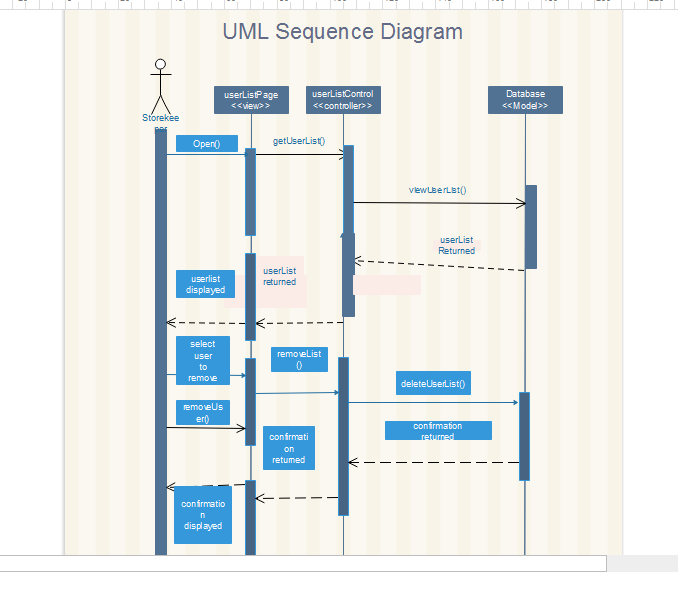 UML Sequence Diagram
userListPage
<<view>>
userListControl
<<controller>>
Database
<<Model>>
Storekee
Open()
getUserList()
viewUserList()
userList
Returned
userList
returned
userlist
displayed
select
user
to
remove
removeList
()
deleteUserList()
removeUs
er()
confirmation
returned
confirmati
on
returned
confirmatio
n
displayed